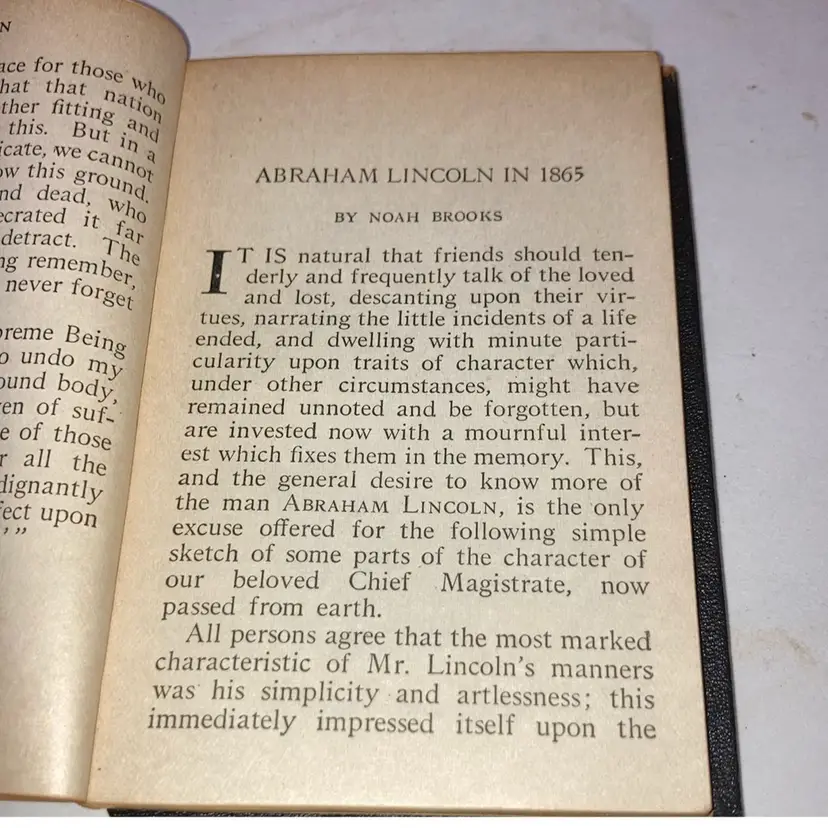 N
ace for those who
hat that nation
ther fitting and
this. But in a
icate, we cannot
ow this ground.
nd dead, who
ecrated it far
detract. The
ng remember,
never forget
preme Being
o undo my
ound body,
en of suf-
e of those
r all the
dignantly
fect upon
’”
ABRAHAM LINCOLN IN 1865
BY NOAH BROOKS
IT IS natural that friends should ten-
derly and frequently talk of the loved
and lost, descanting upon their vir-
tues, narrating the little incidents of a life
ended, and dwelling with minute parti-
cularity upon traits of character which,
under other circumstances, might have
remained unnoted and be forgotten, but
are invested now with a mournful inter-
est which fixes them in the memory. This,
and the general desire to know more of
the man ABRAHAM LINCOLN, is the only
excuse offered for the following simple
sketch of some parts of the character of
our beloved Chief Magistrate, now
passed from earth.
All persons agree that the most marked
characteristic of Mr. Lincoln’s manners
was his simplicity and artlessness; this
immediately impressed itself upon the